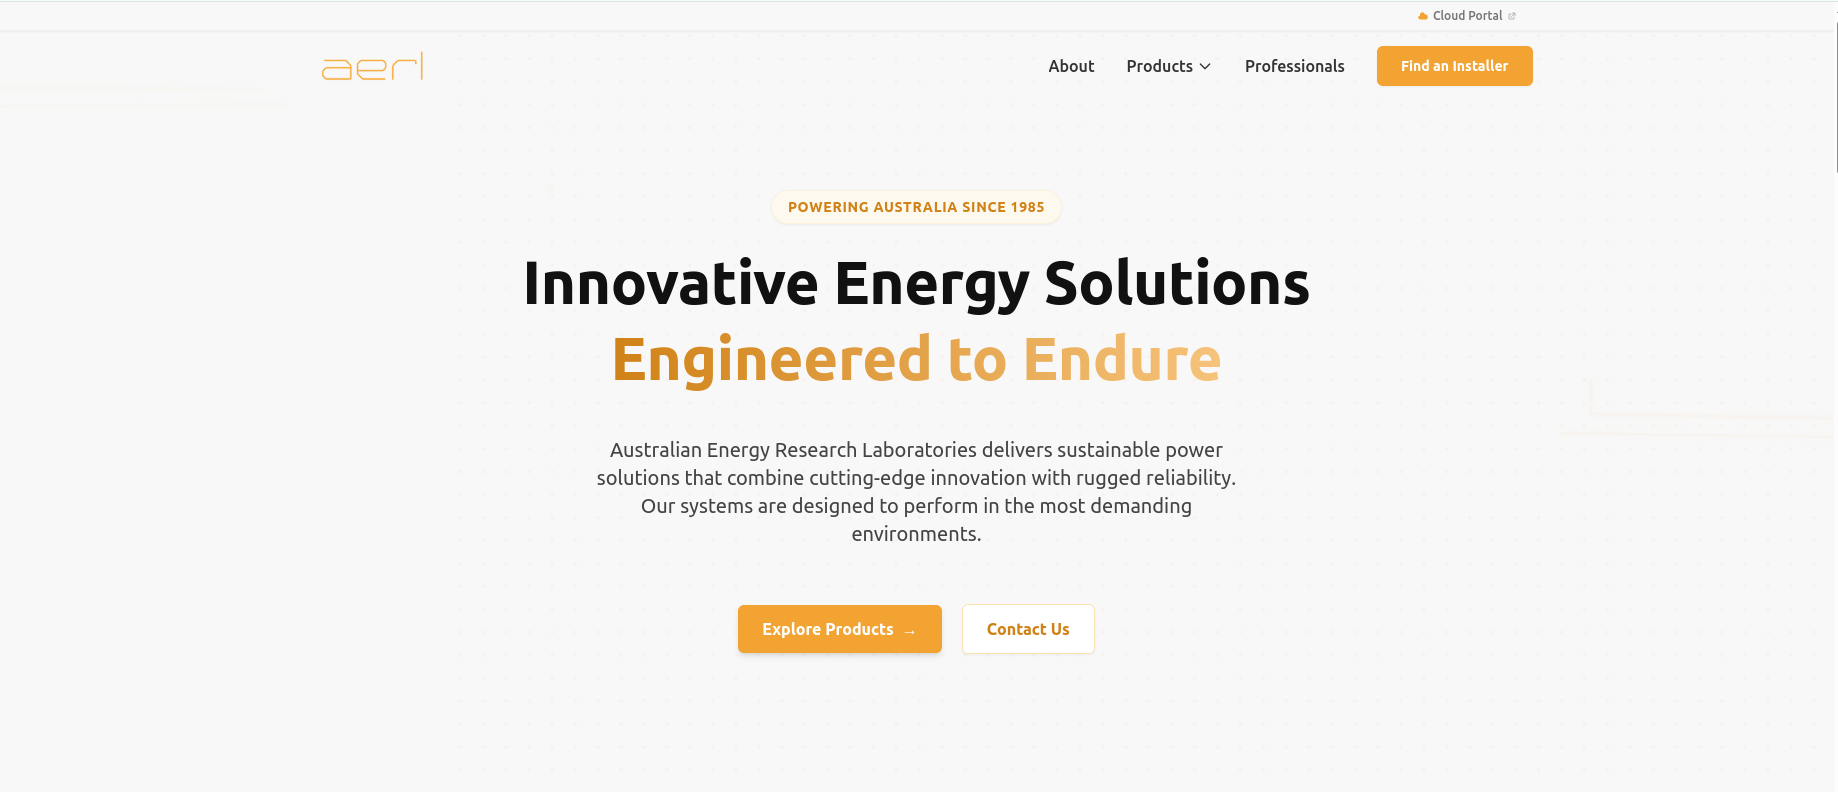 Cloud Portal
aerl
About Products Professionals Find an Installer
POWERING AUSTRALIA SINCE 1985
Innovative Energy Solutions
Engineered to Endure
Australian Energy Research Laboratories delivers sustainable power
solutions that combine cutting-edge innovation with rugged reliability.
Our systems are designed to perform in the most demanding
environments.
Explore Products → Contact Us